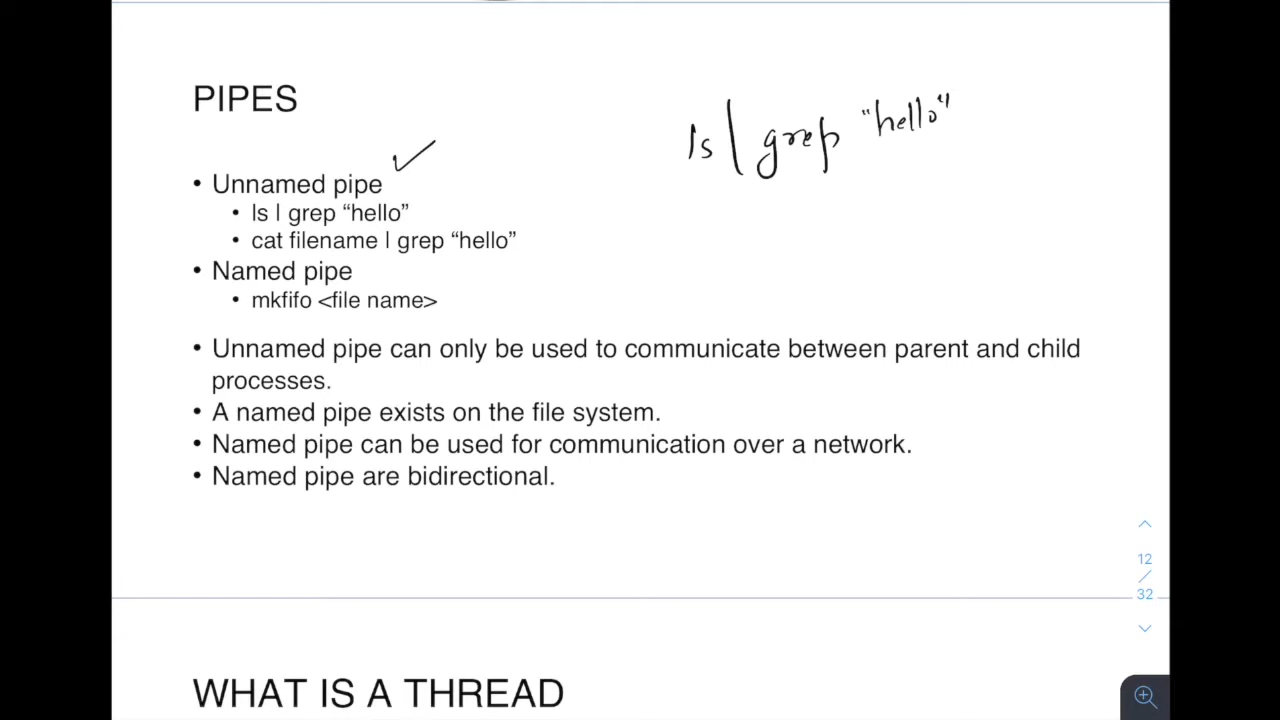 PIPES
ls | grep “hello”
• Unnamed pipe
• ls | grep “hello”
• cat filename | grep “hello”
• Named pipe
• mkfifo <file name>
• Unnamed pipe can only be used to communicate between parent and child
processes.
• A named pipe exists on the file system.
• Named pipe can be used for communication over a network.
• Named pipe are bidirectional.
12
/
32
WHAT IS A THREAD